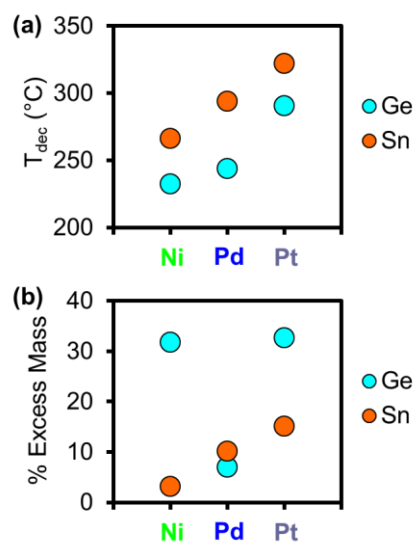 (a)
350
300
250
200
T_dec (°C)
Ni Pd Pt
Ge
Sn
(b)
40
30
20
10
0
% Excess Mass
Ni Pd Pt
Ge
Sn